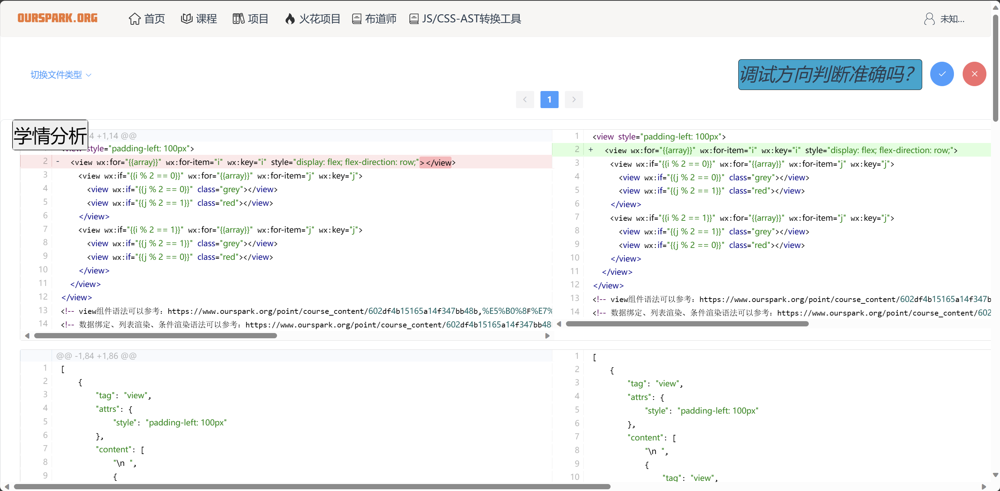 OURSPARK.ORG 首页 课程 项目 火花项目 布道师 JS/CSS-AST转换工具 未知...
切换文件类型
调试方向判断准确吗？
1
学情分析
4 +1,14 @@
<view style="padding-left: 100px">
2 - <view wx:for="{{array}}" wx:for-item="i" wx:key="i" style="display: flex; flex-direction: row;"></view>
3 <view wx:if="{{i % 2 == 0}}" wx:for="{{array}}" wx:for-item="j" wx:key="j">
4 <view wx:if="{{j % 2 == 0}}" class="grey"></view>
5 <view wx:if="{{j % 2 == 1}}" class="red"></view>
6 </view>
7 <view wx:if="{{i % 2 == 1}}" wx:for="{{array}}" wx:for-item="j" wx:key="j">
8 <view wx:if="{{j % 2 == 1}}" class="grey"></view>
9 <view wx:if="{{j % 2 == 0}}" class="red"></view>
10 </view>
11 </view>
12 </view>
13 <!-- view组件语法可以参考：https://www.ourspark.org/point/course_content/602df4b15165a14f347bb48b,%E5%B0%8F%E7%
14 <!-- 数据绑定、列表渲染、条件渲染语法可以参考：https://www.ourspark.org/point/course_content/602df4b15165a14f347bb48
1 <view style="padding-left: 100px">
2 + <view wx:for="{{array}}" wx:for-item="i" wx:key="i" style="display: flex; flex-direction: row;">
3 <view wx:if="{{i % 2 == 0}}" wx:for="{{array}}" wx:for-item="j" wx:key="j">
4 <view wx:if="{{j % 2 == 0}}" class="grey"></view>
5 <view wx:if="{{j % 2 == 1}}" class="red"></view>
6 </view>
7 <view wx:if="{{i % 2 == 1}}" wx:for="{{array}}" wx:for-item="j" wx:key="j">
8 <view wx:if="{{j % 2 == 1}}" class="grey"></view>
9 <view wx:if="{{j % 2 == 0}}" class="red"></view>
10 </view>
11 </view>
12 </view>
13 <!-- view组件语法可以参考：https://www.ourspark.org/point/course_content/602df4b15165a14f347b
14 <!-- 数据绑定、列表渲染、条件渲染语法可以参考：https://www.ourspark.org/point/course_content/602
@@ -1,84 +1,86 @@
1 [
2 {
3 "tag": "view",
4 "attrs": {
5 "style": "padding-left: 100px"
6 },
7 "content": [
8 "\n ",
9 {
1 [
2 {
3 "tag": "view",
4 "attrs": {
5 "style": "padding-left: 100px"
6 },
7 "content": [
8 "\n ",
9 {
10 "tag": "view",